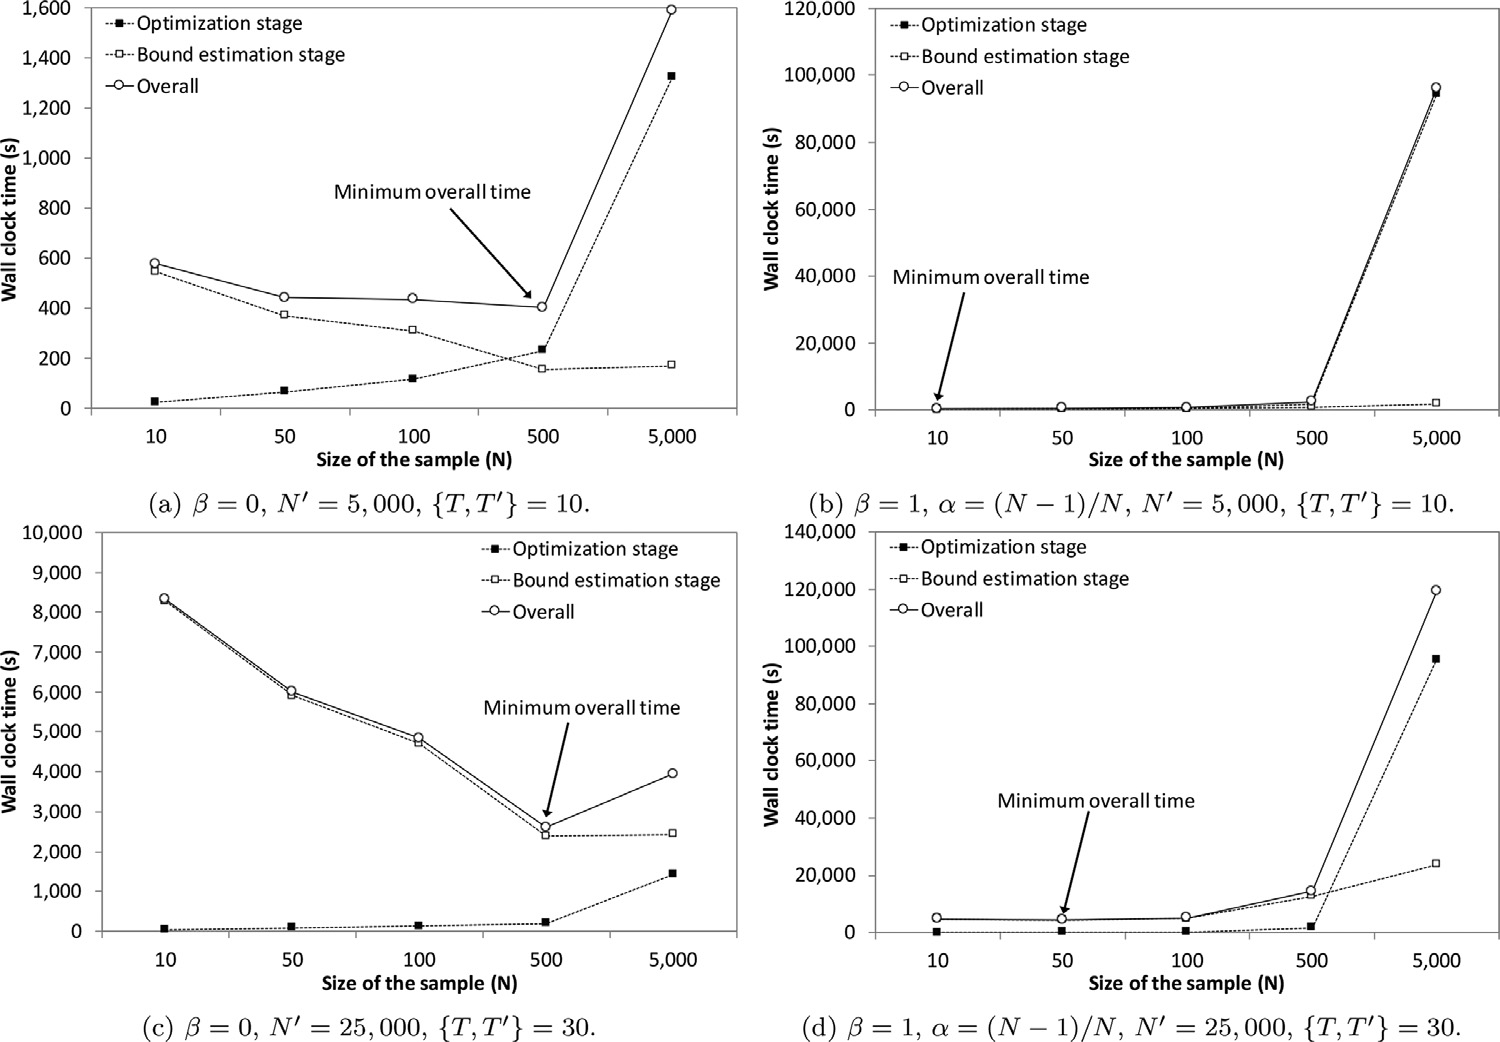 1,600
1,400
1,200
1,000
800
600
400
200
0
Wall clock time (s)
Optimization stage
Bound estimation stage
Overall
Minimum overall time
10 50 100 500 5,000
Size of the sample (N)
(a) β = 0, N′ = 5,000, {T, T′} = 10.
120,000
100,000
80,000
60,000
40,000
20,000
0
Wall clock time (s)
Optimization stage
Bound estimation stage
Overall
Minimum overall time
10 50 100 500 5,000
Size of the sample (N)
(b) β = 1, α = (N − 1)/N, N′ = 5,000, {T, T′} = 10.
10,000
9,000
8,000
7,000
6,000
5,000
4,000
3,000
2,000
1,000
0
Wall clock time (s)
Optimization stage
Bound estimation stage
Overall
Minimum overall time
10 50 100 500 5,000
Size of the sample (N)
(c) β = 0, N′ = 25,000, {T, T′} = 30.
140,000
120,000
100,000
80,000
60,000
40,000
20,000
0
Wall clock time (s)
Optimization stage
Bound estimation stage
Overall
Minimum overall time
10 50 100 500 5,000
Size of the sample (N)
(d) β = 1, α = (N − 1)/N, N′ = 25,000, {T, T′} = 30.